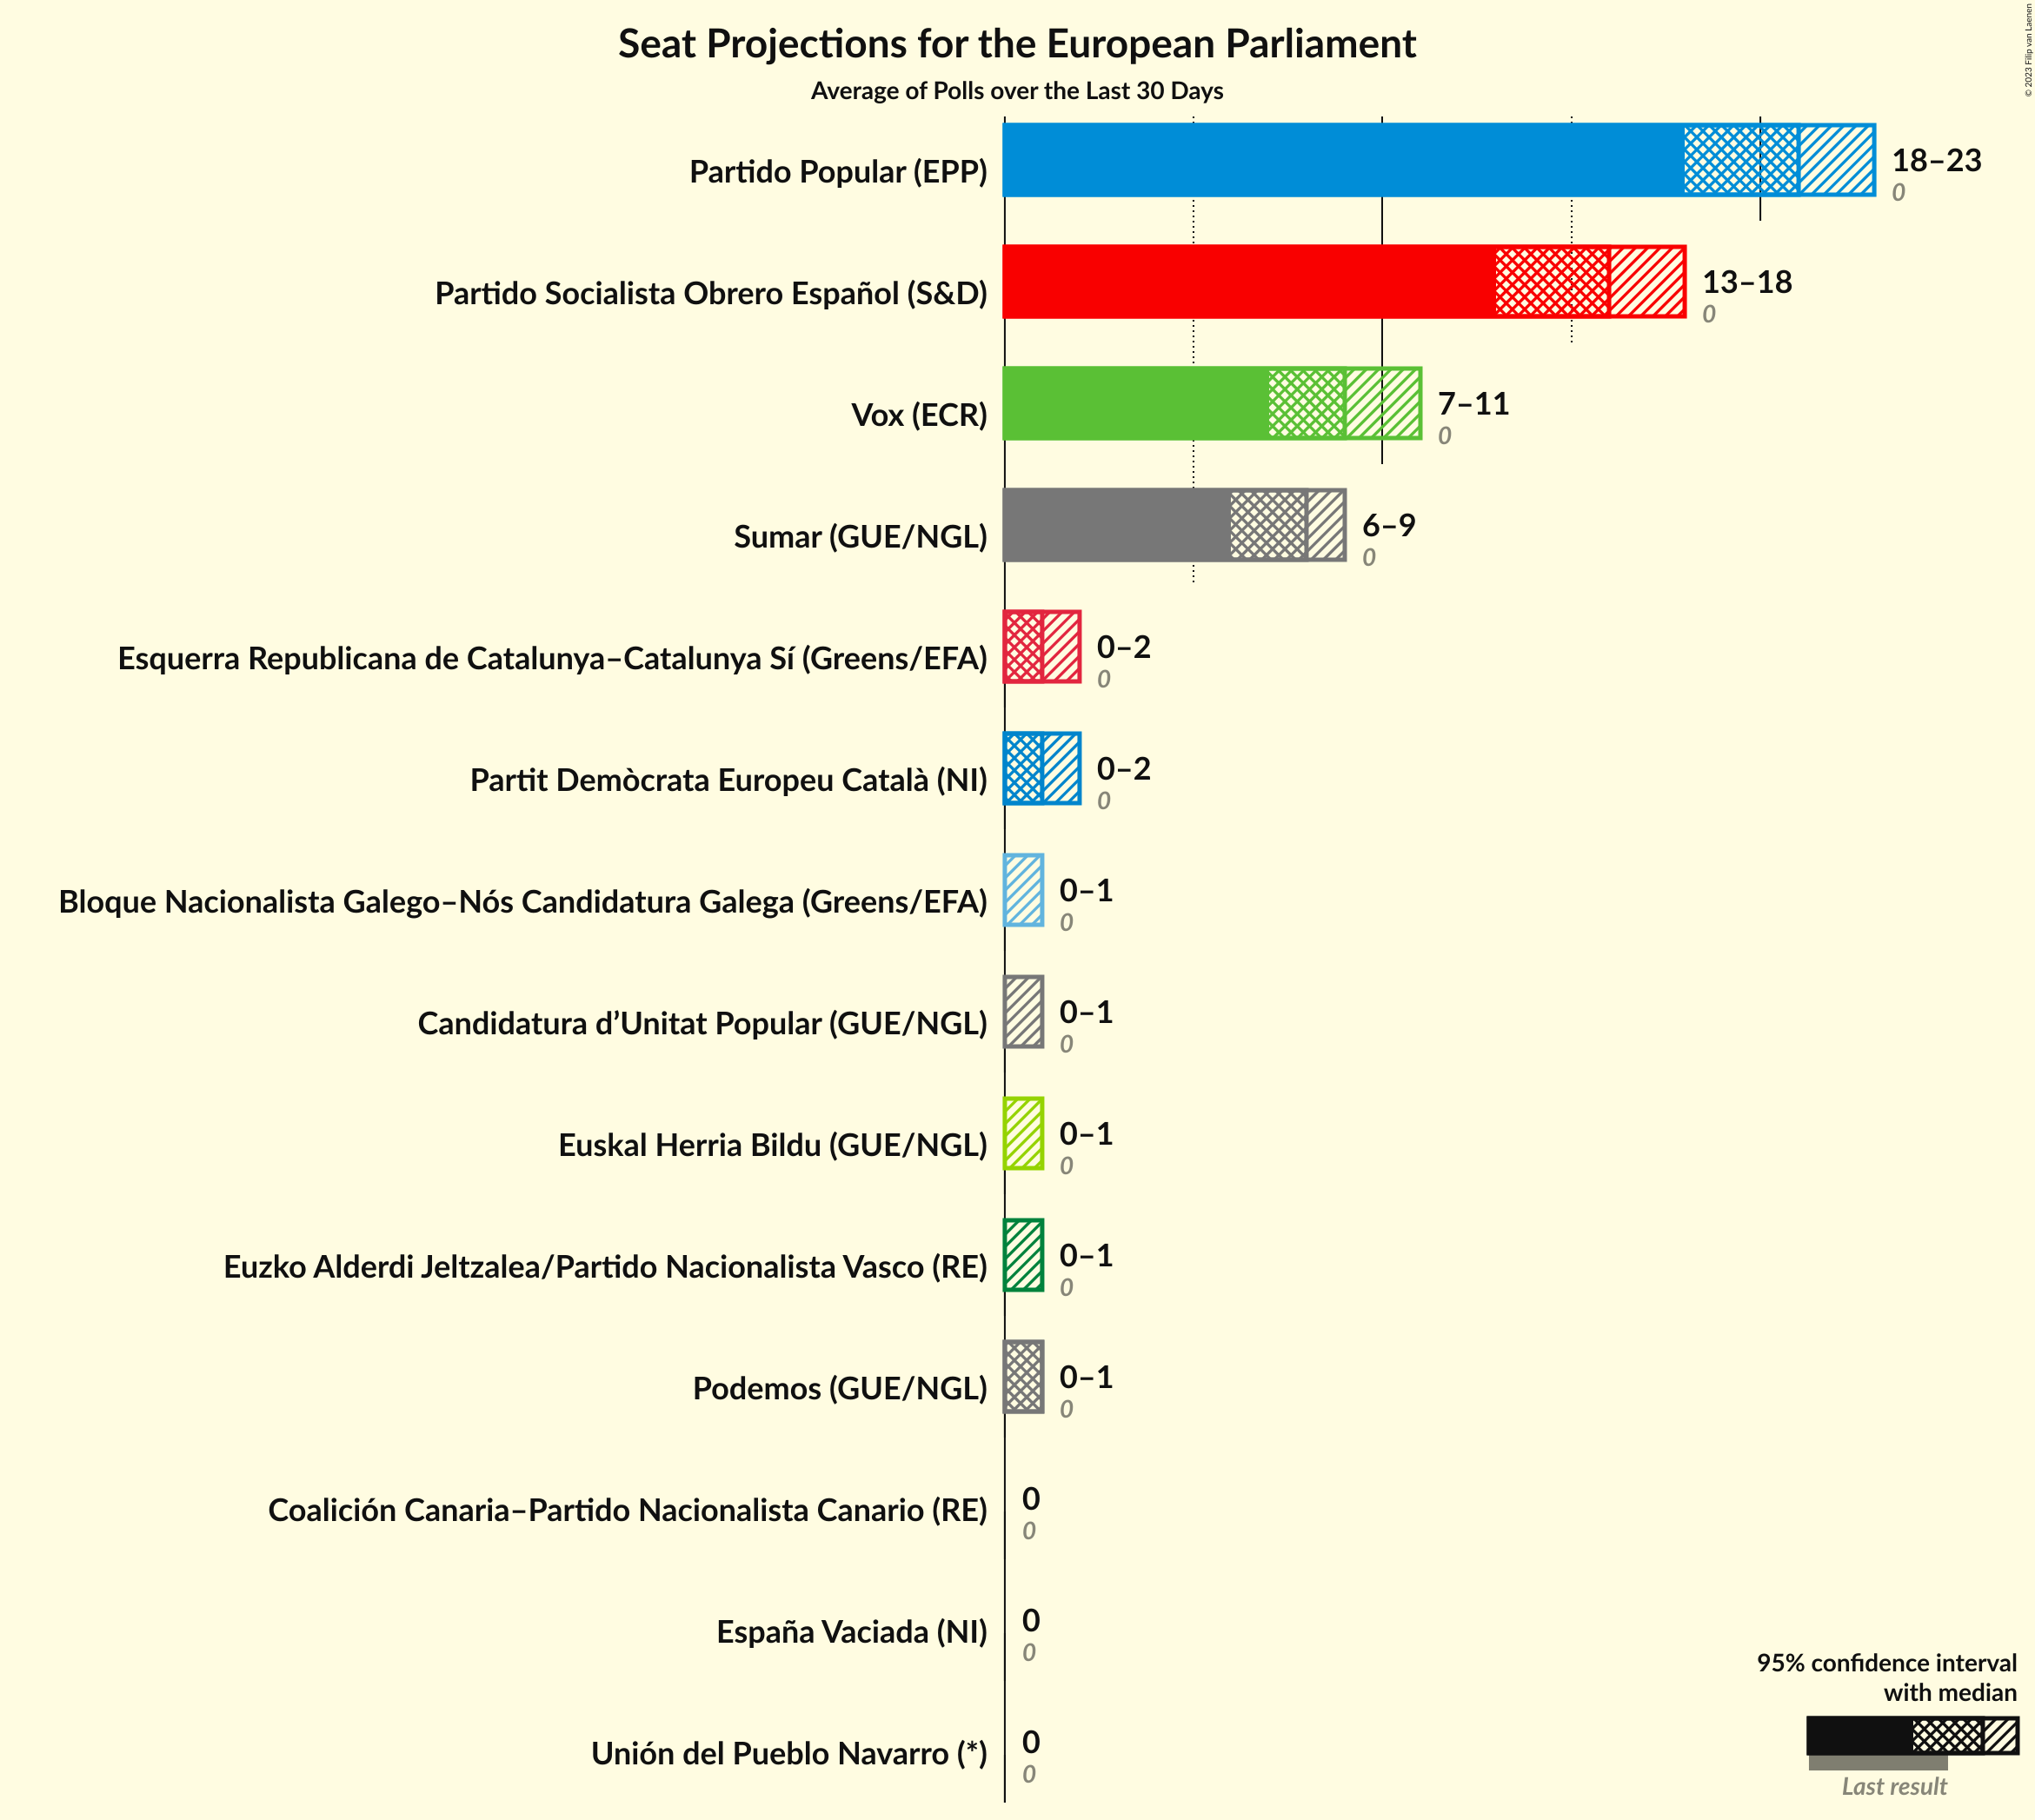 Seat Projections for the European Parliament
Average of Polls over the Last 30 Days
© 2023 Filip van Laenen
Partido Popular (EPP)
18–23
0
Partido Socialista Obrero Español (S&D)
13–18
0
Vox (ECR)
7–11
0
Sumar (GUE/NGL)
6–9
0
Esquerra Republicana de Catalunya–Catalunya Sí (Greens/EFA)
0–2
0
Partit Demòcrata Europeu Català (NI)
0–2
0
Bloque Nacionalista Galego–Nós Candidatura Galega (Greens/EFA)
0–1
0
Candidatura d’Unitat Popular (GUE/NGL)
0–1
0
Euskal Herria Bildu (GUE/NGL)
0–1
0
Euzko Alderdi Jeltzalea/Partido Nacionalista Vasco (RE)
0–1
0
Podemos (GUE/NGL)
0–1
0
Coalición Canaria–Partido Nacionalista Canario (RE)
0
0
España Vaciada (NI)
0
0
Unión del Pueblo Navarro (*)
0
0
95% confidence interval
with median
Last result